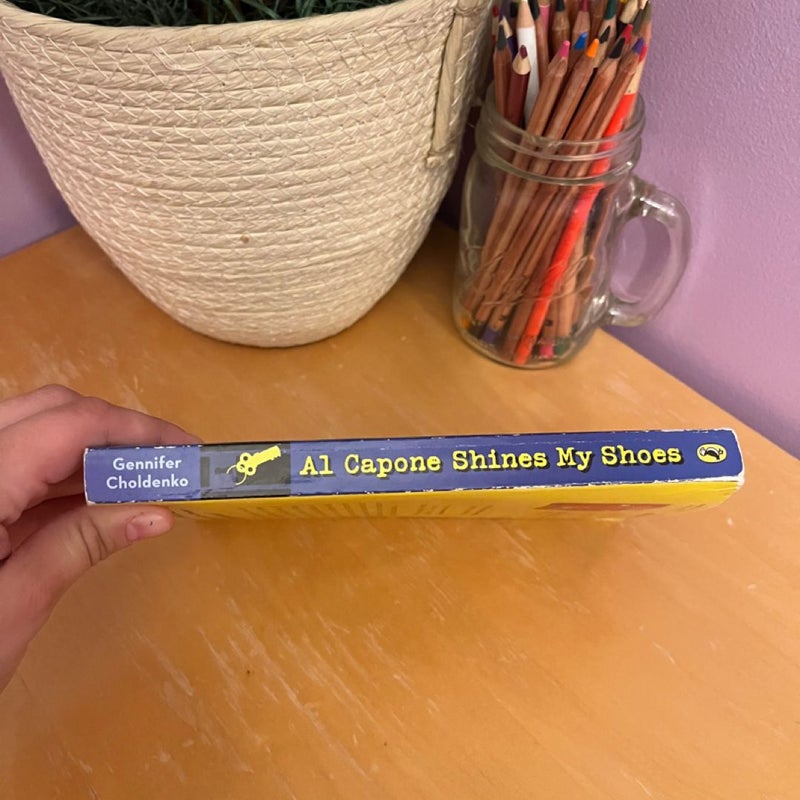 Gennifer
Choldenko
Al Capone Shines My Shoes